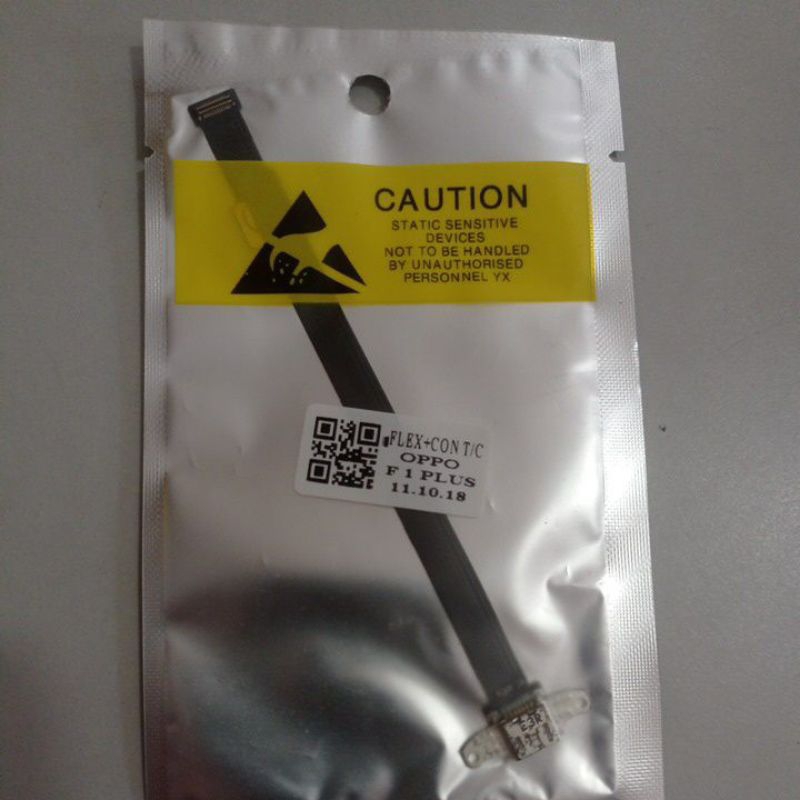 CAUTION
STATIC SENSITIVE
DEVICES
NOT TO BE HANDLED
BY UNAUTHORISED
PERSONNEL YX
FLEX+CON T/C
OPPO
F 1 PLUS
11.10.18